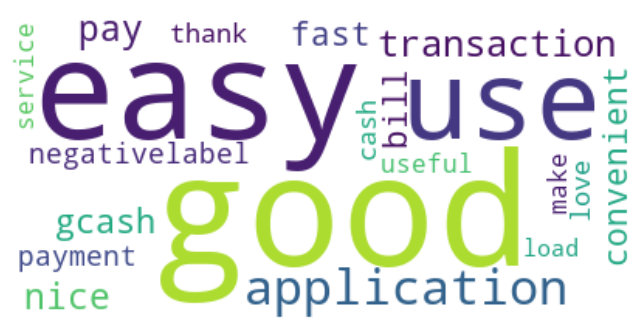 service
pay
thank
fast
transaction
easy
use
cash
bill
convenient
negativelabel
useful
make
love
good
gcash
load
payment
application
nice